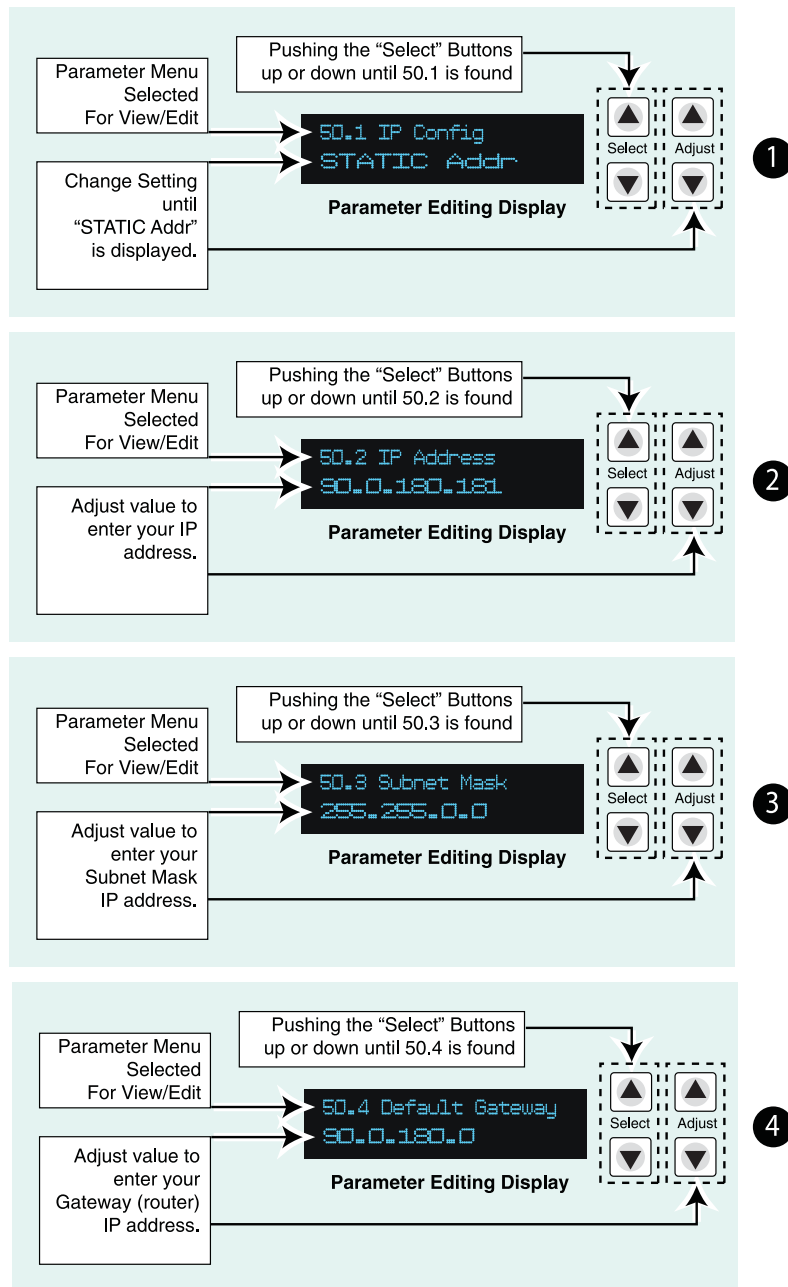 Pushing the “Select” Buttons
up or down until 50.1 is found
Parameter Menu
Selected
For View/Edit
50.1 IP Config
STATIC Addr
Select
Adjust
Change Setting
until
“STATIC Addr”
is displayed.
Parameter Editing Display
1
Pushing the “Select” Buttons
up or down until 50.2 is found
Parameter Menu
Selected
For View/Edit
50.2 IP Address
90.0.180.181
Select
Adjust
Adjust value to
enter your IP
address.
Parameter Editing Display
2
Pushing the “Select” Buttons
up or down until 50.3 is found
Parameter Menu
Selected
For View/Edit
50.3 Subnet Mask
255.255.0.0
Select
Adjust
Adjust value to
enter your
Subnet Mask
IP address.
Parameter Editing Display
3
Pushing the “Select” Buttons
up or down until 50.4 is found
Parameter Menu
Selected
For View/Edit
50.4 Default Gateway
90.0.180.0
Select
Adjust
Adjust value to
enter your
Gateway (router)
IP address.
Parameter Editing Display
4